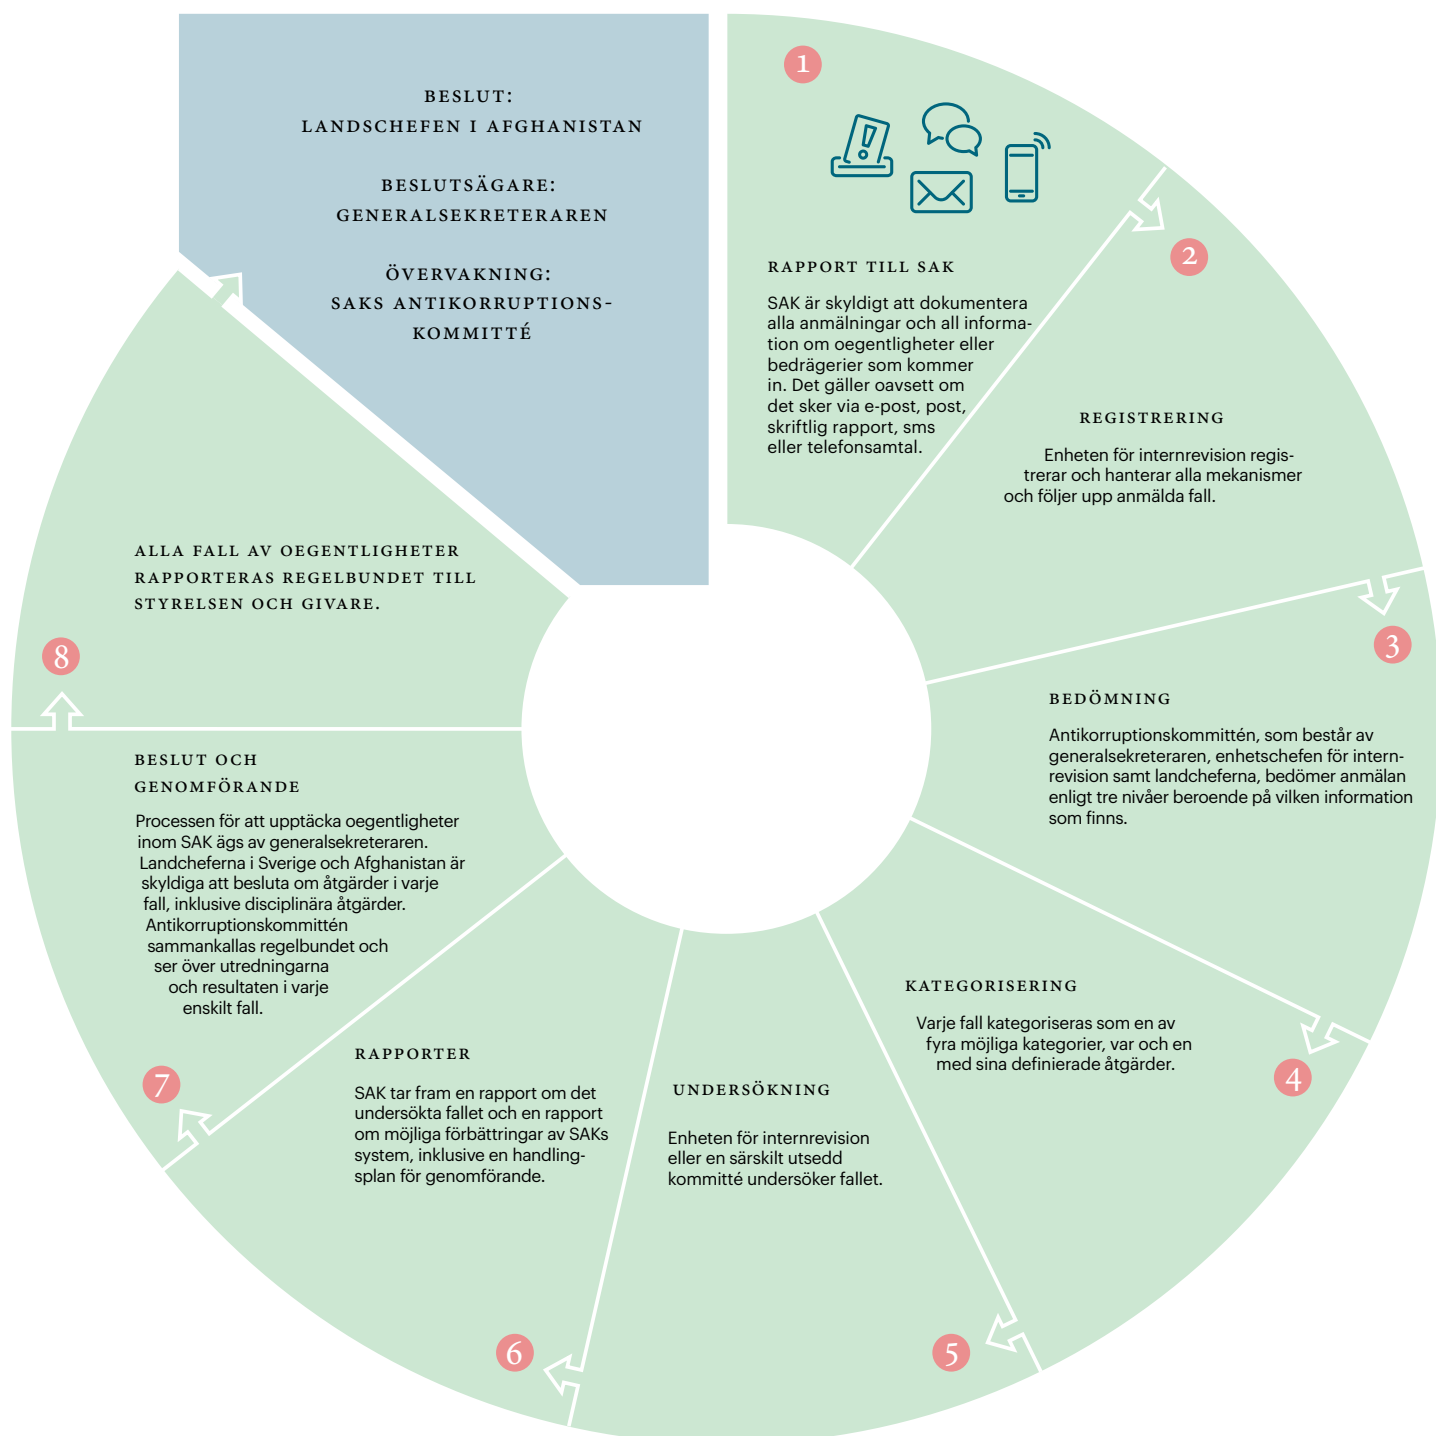 BESLUT:
LANDSCHEFEN I AFGHANISTAN
BESLUTSÄGARE:
GENERALSEKRETERAREN
ÖVERVAKNING:
SAKS ANTIKORRUPTIONS-
KOMMITTÉ
1
RAPPORT TILL SAK
SAK är skyldigt att dokumentera
alla anmälningar och all informa-
tion om oegentligheter eller
bedrägerier som kommer
in. Det gäller oavsett om
det sker via e-post, post,
skriftlig rapport, sms
eller telefonsamtal.
2
REGISTRERING
Enheten för internrevision regis-
trerar och hanterar alla mekanismer
och följer upp anmälda fall.
3
BEDÖMNING
Antikorruptionskommittén, som består av
generalsekreteraren, enhetschefen för intern-
revision samt landcheferna, bedömer anmälan
enligt tre nivåer beroende på vilken information
som finns.
4
KATEGORISERING
Varje fall kategoriseras som en av
fyra möjliga kategorier, var och en
med sina definierade åtgärder.
5
UNDERSÖKNING
Enheten för internrevision
eller en särskilt utsedd
kommitté undersöker fallet.
6
RAPPORTER
SAK tar fram en rapport om det
undersökta fallet och en rapport
om möjliga förbättringar av SAKs
system, inklusive en handling-
splan för genomförande.
7
BESLUT OCH
GENOMFÖRANDE
Processen för att upptäcka oegentligheter
inom SAK ägs av generalsekreteraren.
Landcheferna i Sverige och Afghanistan är
skyldiga att besluta om åtgärder i varje
fall, inklusive disciplinära åtgärder.
Antikorruptionskommittén
sammankallas regelbundet och
ser över utredningarna
och resultaten i varje
enskilt fall.
8
ALLA FALL AV OEGENTLIGHETER
RAPPORTERAS REGELBUNDET TILL
STYRELSEN OCH GIVARE.